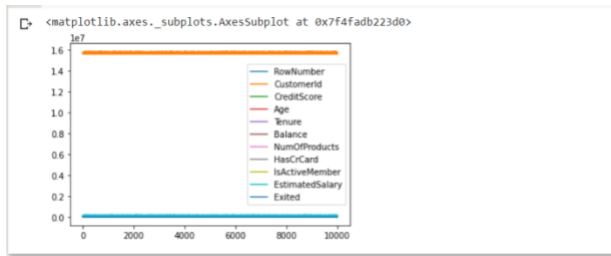 <matplotlib.axes._subplots.AxesSubplot at 0x7f4fadb223d0>
1e7
1.6
1.4
1.2
1.0
0.8
0.6
0.4
0.2
0.0
RowNumber
CustomerId
CreditScore
Age
Tenure
Balance
NumOfProducts
HasCrCard
IsActiveMember
EstimatedSalary
Exited
0 2000 4000 6000 8000 10000